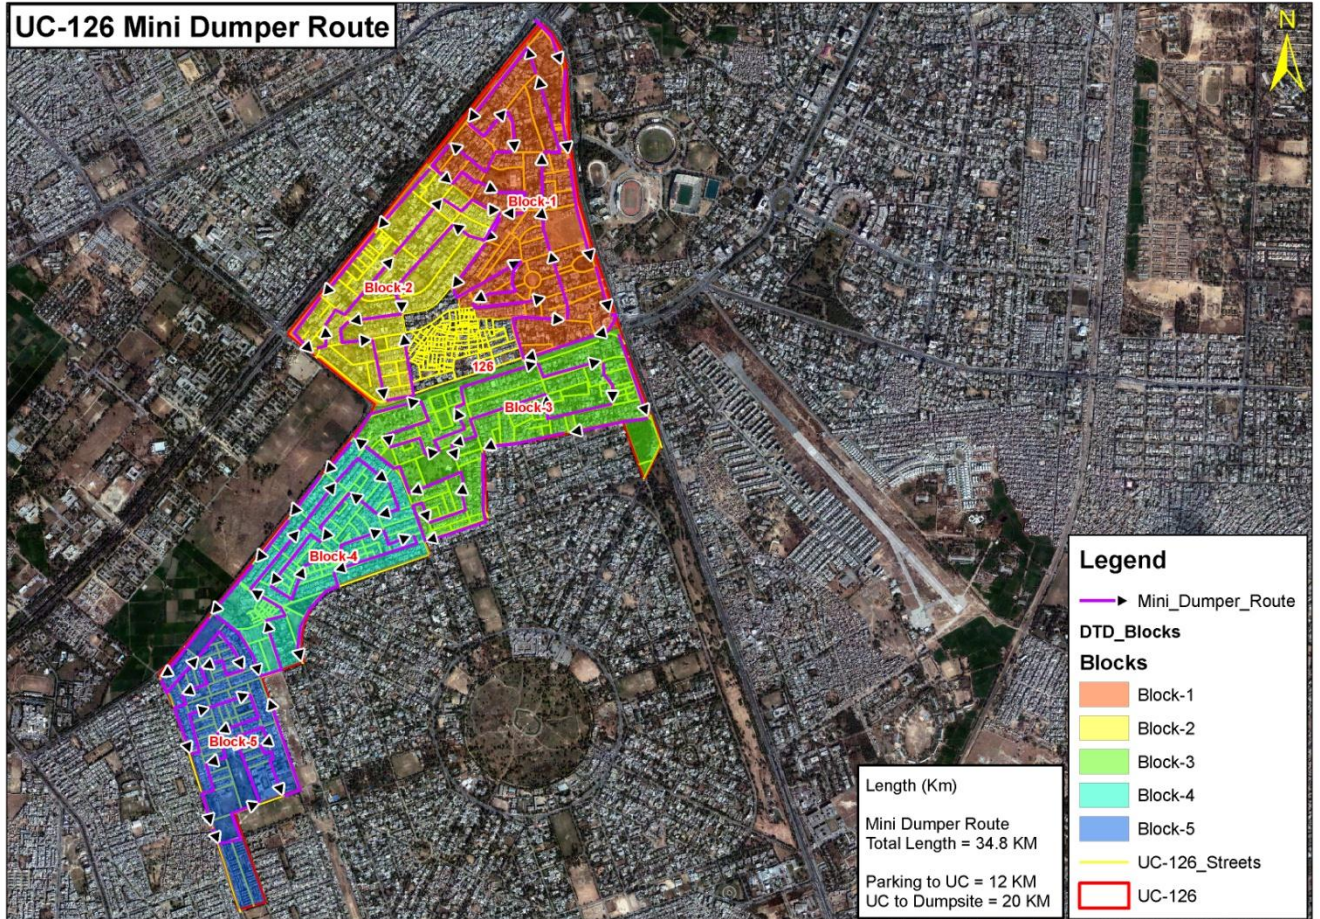 UC-126 Mini Dumper Route
N
Block-1
Block-2
126
Block-3
Block-4
Block-5
Legend
Mini_Dumper_Route
DTD_Blocks
Blocks
Block-1
Block-2
Block-3
Block-4
Block-5
UC-126_Streets
UC-126
Length (Km)
Mini Dumper Route
Total Length = 34.8 KM
Parking to UC = 12 KM
UC to Dumpsite = 20 KM